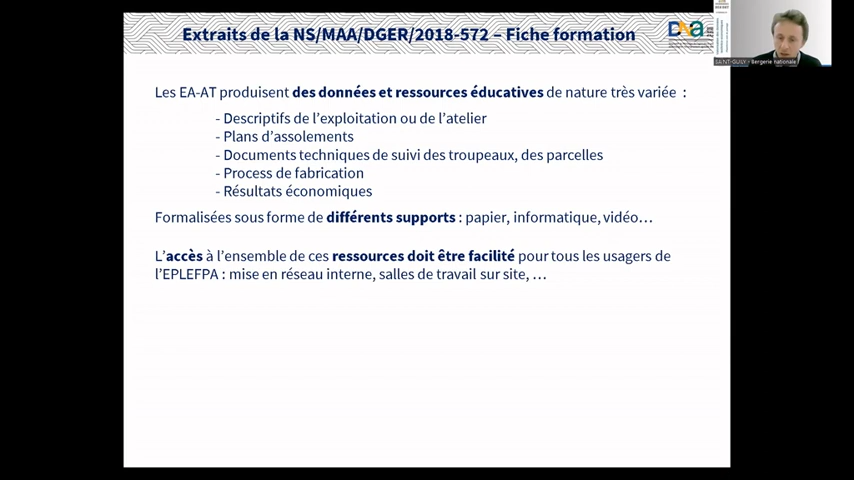 Extraits de la NS/MAA/DGER/2018-572 – Fiche formation
SAINT-GUILY - Bergerie nationale
Les EA-AT produisent des données et ressources éducatives de nature très variée :
- Descriptifs de l'exploitation ou de l'atelier
- Plans d'assolements
- Documents techniques de suivi des troupeaux, des parcelles
- Process de fabrication
- Résultats économiques
Formalisées sous forme de différents supports : papier, informatique, vidéo…
L'accès à l'ensemble de ces ressources doit être facilité pour tous les usagers de
l'EPLEFPA : mise en réseau interne, salles de travail sur site, …